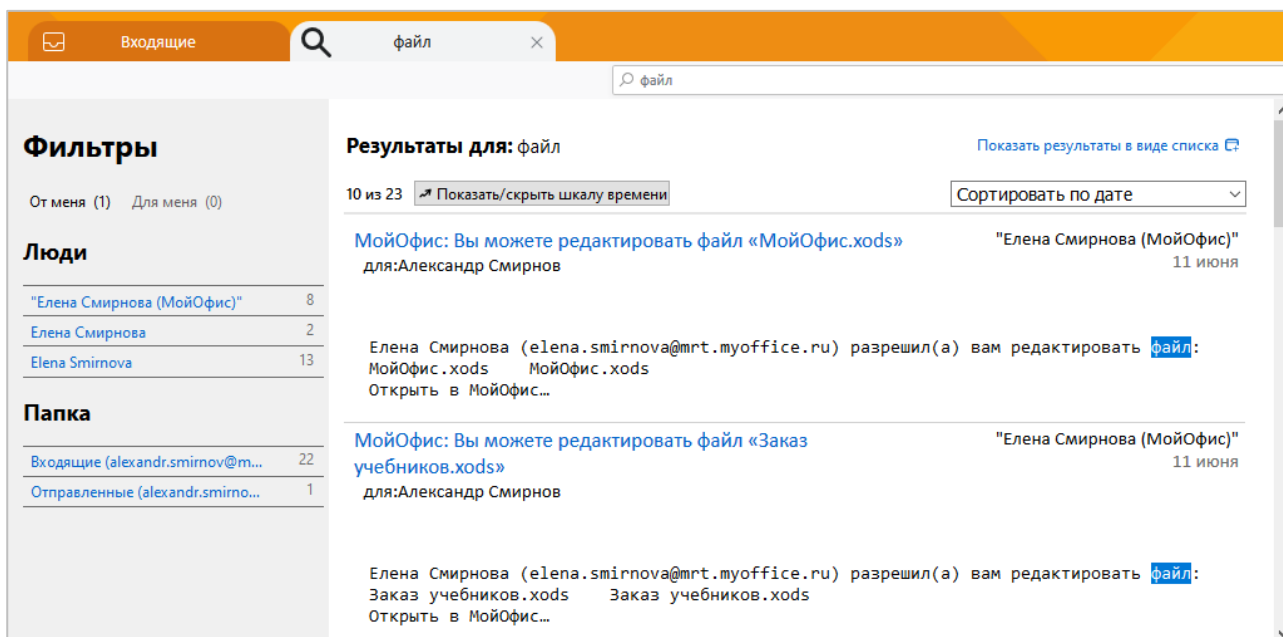 Входящие
файл
файл
Фильтры
От меня (1) Для меня (0)
Люди
"Елена Смирнова (МойОфис)" 8
Елена Смирнова 2
Elena Smirnova 13
Папка
Входящие (alexandr.smirnov@m... 22
Отправленные (alexandr.smirno... 1
Результаты для: файл
Показать результаты в виде списка
10 из 23 Показать/скрыть шкалу времени
Сортировать по дате
МойОфис: Вы можете редактировать файл «МойОфис.xods»
"Елена Смирнова (МойОфис)"
для:Александр Смирнов
11 июня
Елена Смирнова (elena.smirnova@mrt.myoffice.ru) разрешил(а) вам редактировать файл:
МойОфис.xods МойОфис.xods
Открыть в МойОфис…
МойОфис: Вы можете редактировать файл «Заказ
учебников.xods»
"Елена Смирнова (МойОфис)"
11 июня
для:Александр Смирнов
Елена Смирнова (elena.smirnova@mrt.myoffice.ru) разрешил(а) вам редактировать файл:
Заказ учебников.xods Заказ учебников.xods
Открыть в МойОфис…